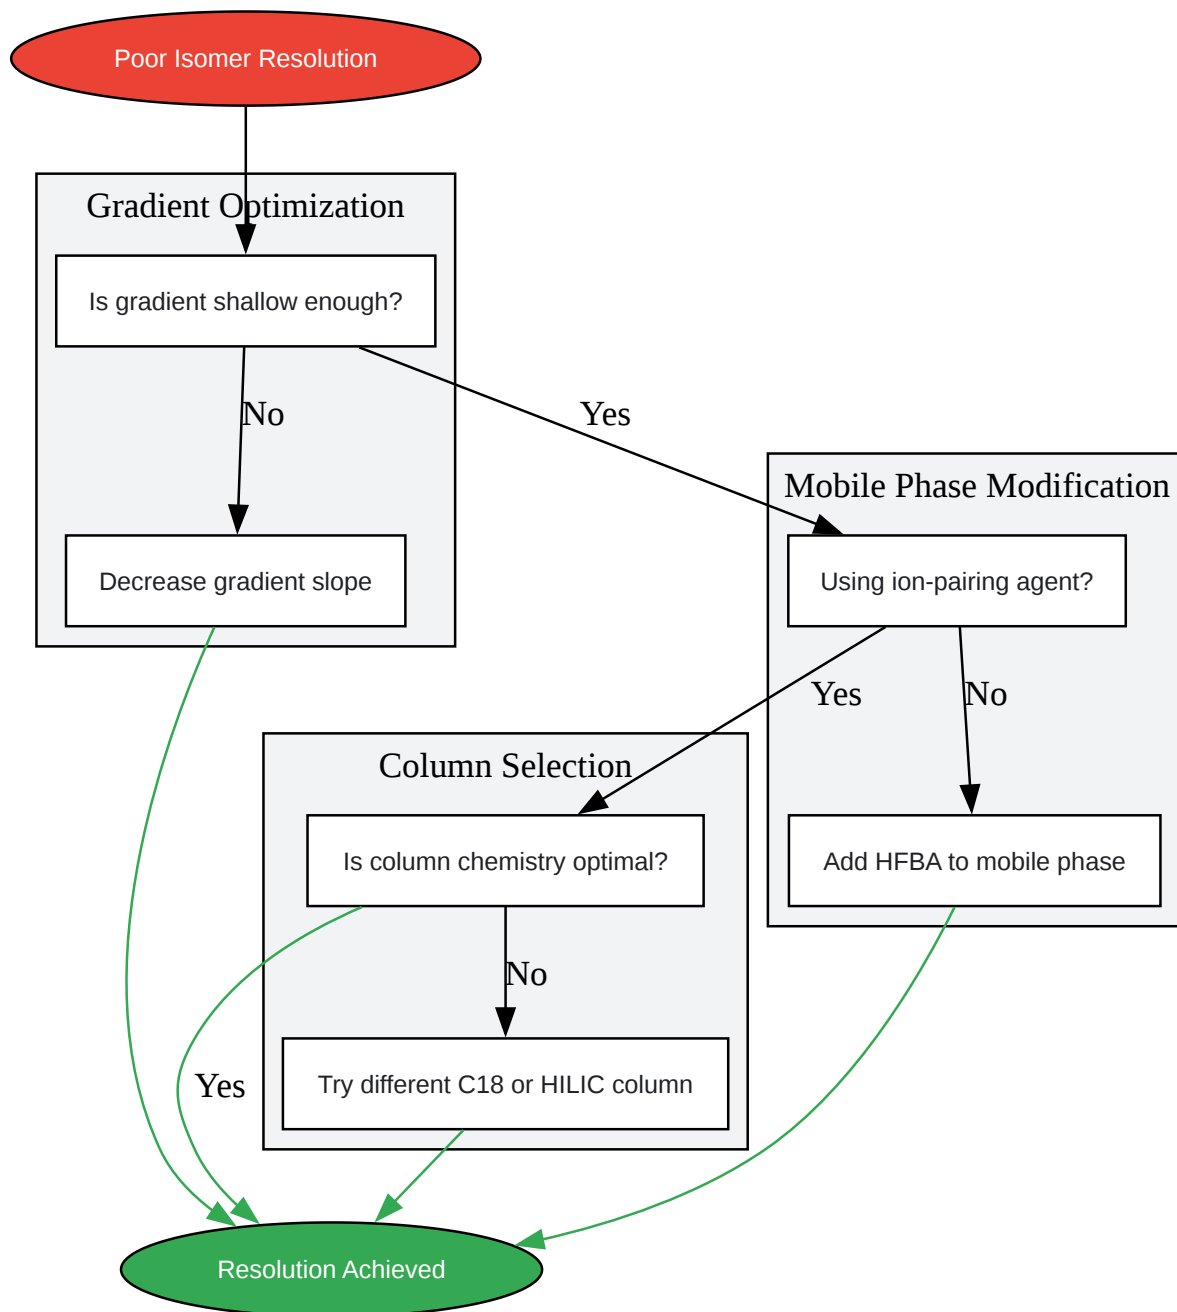 Poor Isomer Resolution
Gradient Optimization
Is gradient shallow enough?
No
Yes
Decrease gradient slope
Mobile Phase Modification
Using ion-pairing agent?
Yes
No
Column Selection
Is column chemistry optimal?
Add HFBA to mobile phase
No
Yes
Try different C18 or HILIC column
Resolution Achieved